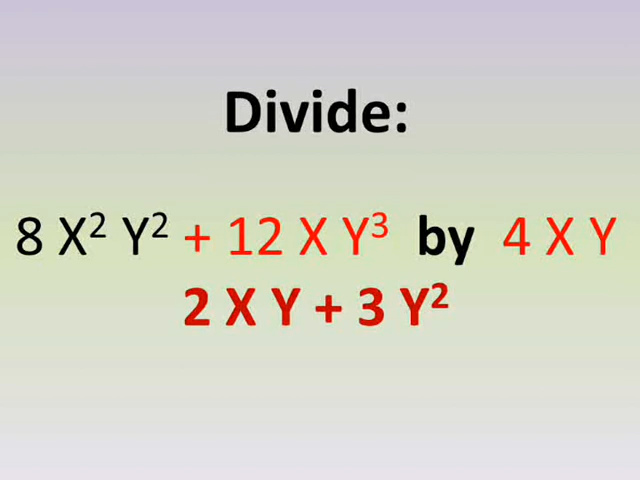 Divide:
8 X² Y² + 12 X Y³ by 4 X Y
2 X Y + 3 Y²